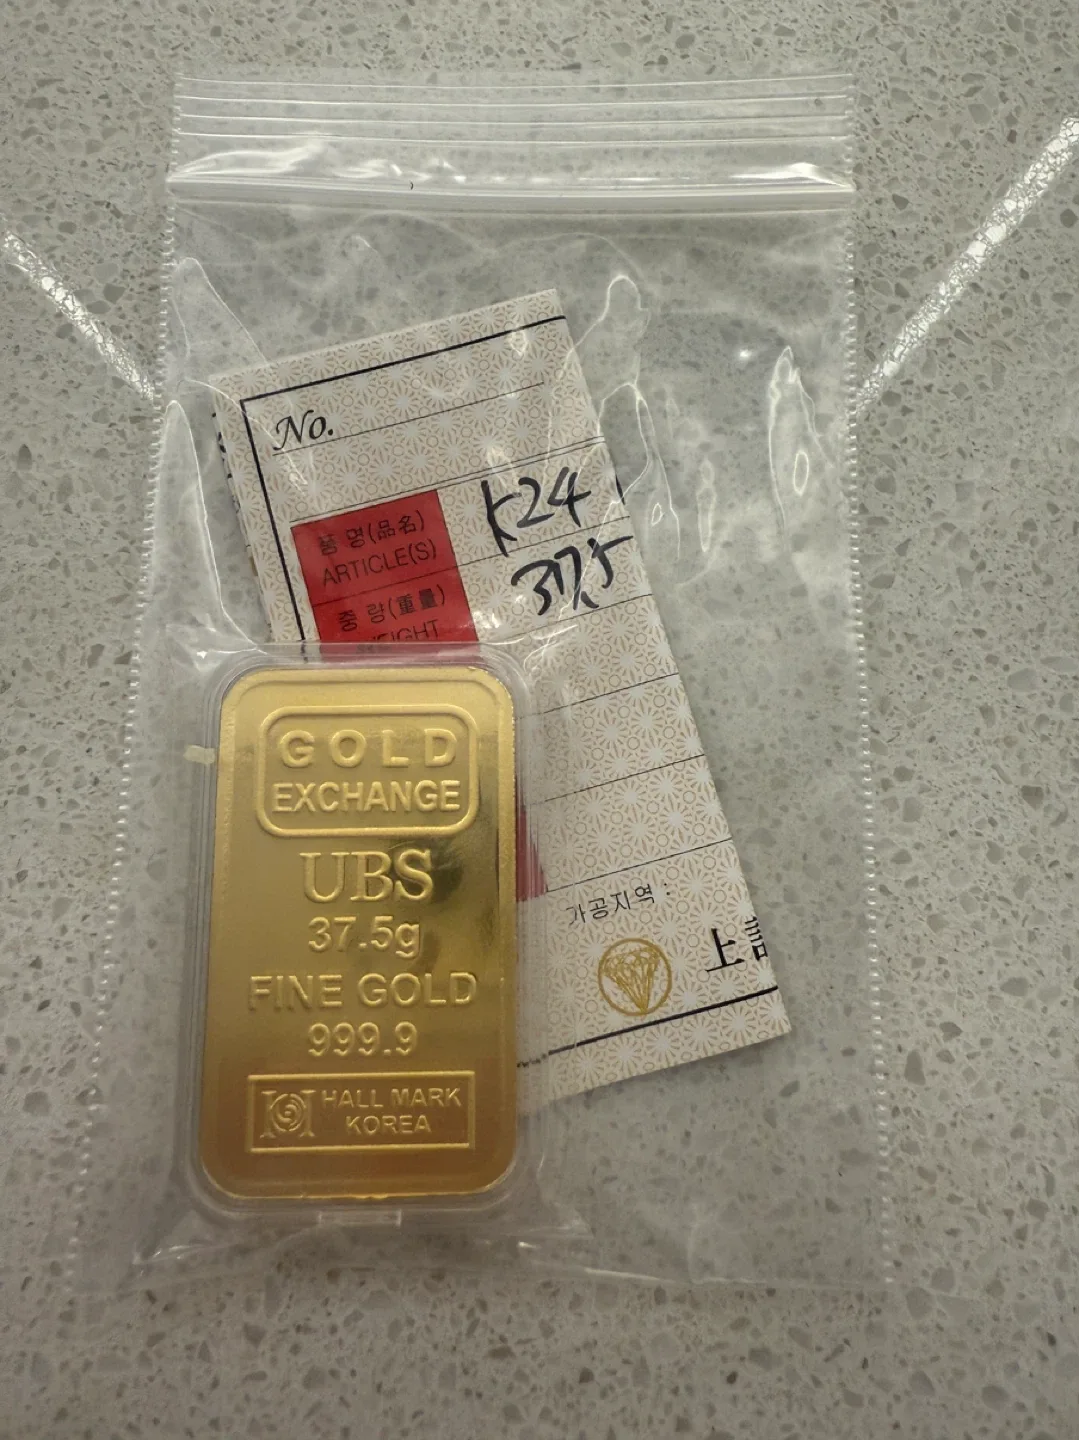 No.
품 명(品名)
ARTICLE(S)
K24
중 량(重量)
WEIGHT
37.5
가공지역 :
上
GOLD
EXCHANGE
UBS
37.5g
FINE GOLD
999.9
HALL MARK
KOREA